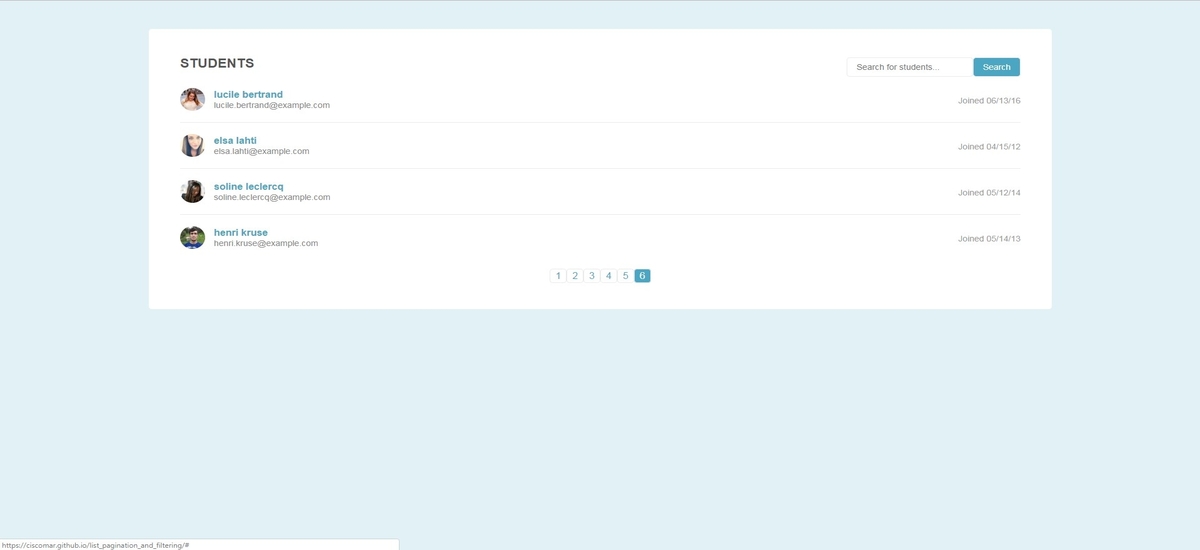 STUDENTS
Search for students...
Search
lucile bertrand
lucile.bertrand@example.com
Joined 06/13/16
elsa lahti
elsa.lahti@example.com
Joined 04/15/12
soline leclercq
soline.leclercq@example.com
Joined 05/12/14
henri kruse
henri.kruse@example.com
Joined 05/14/13
1 2 3 4 5 6
https://ciscomar.github.io/list_pagination_and_filtering/#